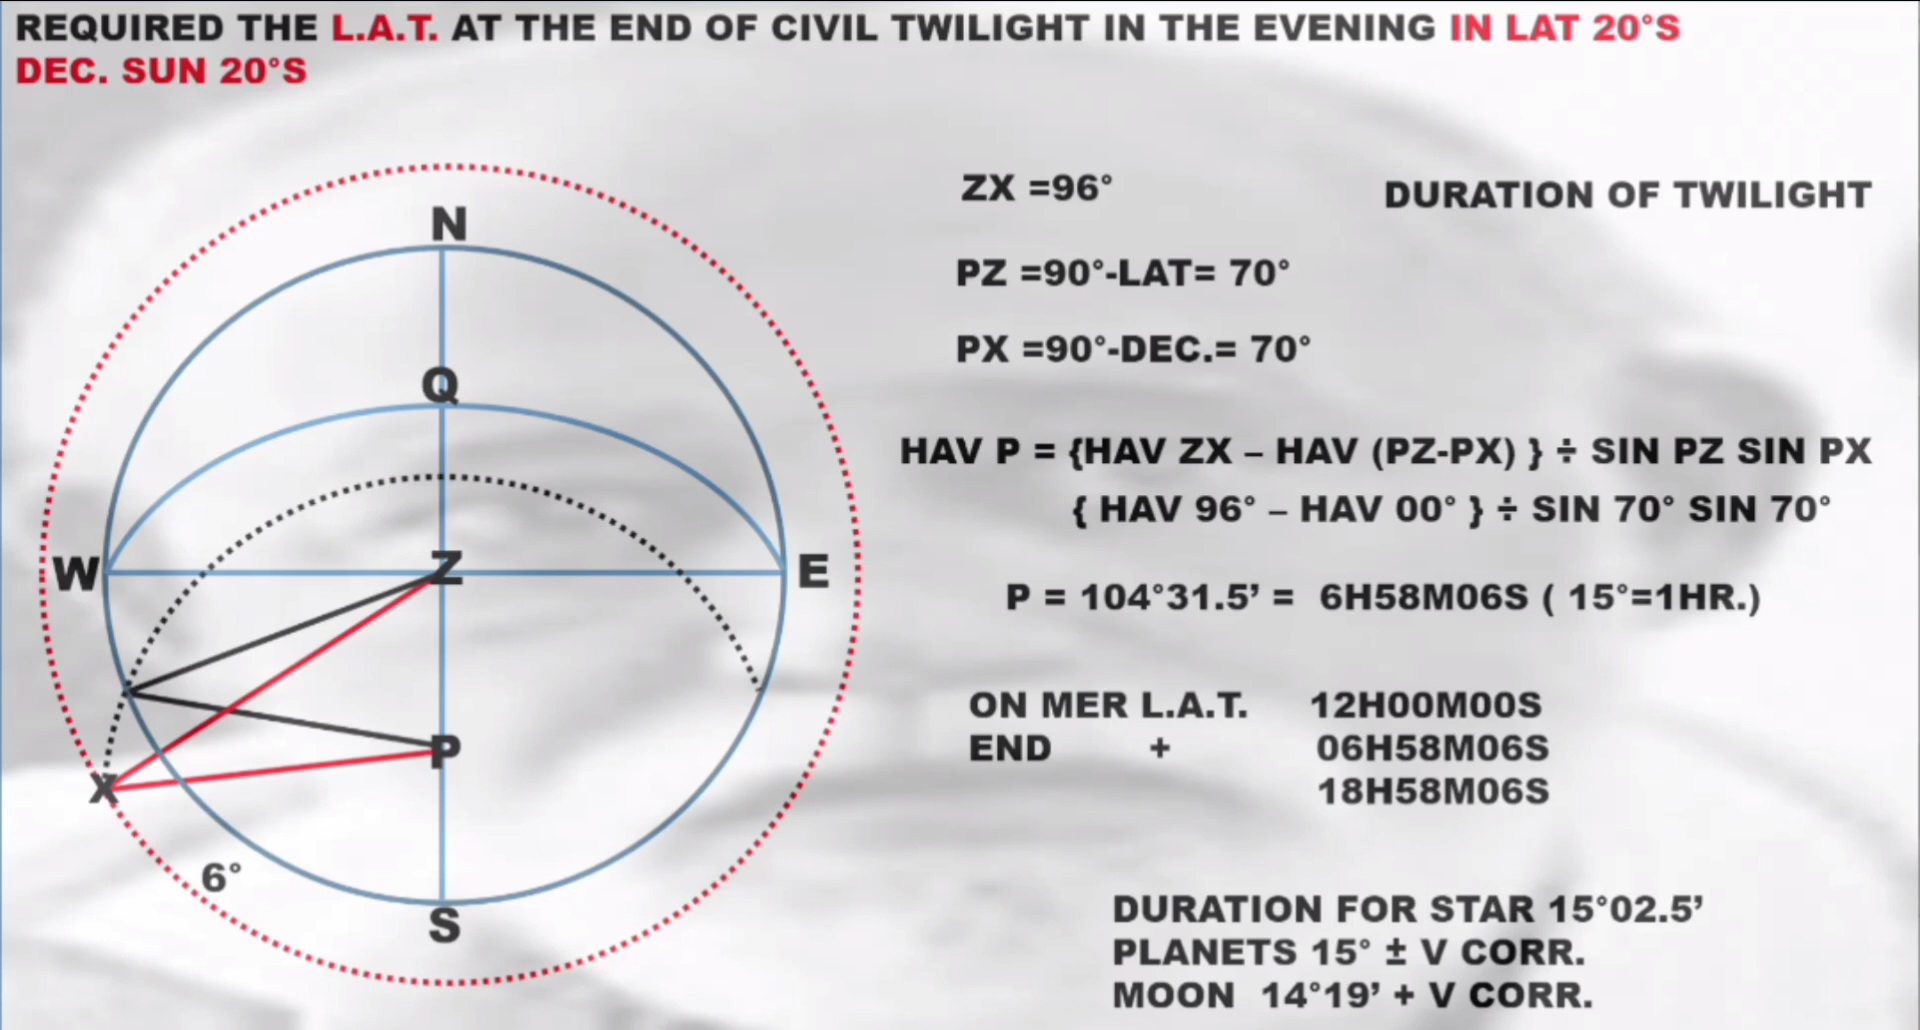 REQUIRED THE L.A.T. AT THE END OF CIVIL TWILIGHT IN THE EVENING IN LAT 20°S
DEC. SUN 20°S
N
Q
W
Z
E
P
X
6°
S
ZX =96°
DURATION OF TWILIGHT
PZ =90°-LAT= 70°
PX =90°-DEC.= 70°
HAV P = {HAV ZX – HAV (PZ-PX) } ÷ SIN PZ SIN PX
{ HAV 96° – HAV 00° } ÷ SIN 70° SIN 70°
P = 104°31.5’ = 6H58M06S ( 15°=1HR.)
ON MER L.A.T. 12H00M00S
END + 06H58M06S
18H58M06S
DURATION FOR STAR 15°02.5’
PLANETS 15° ± V CORR.
MOON 14°19’ + V CORR.